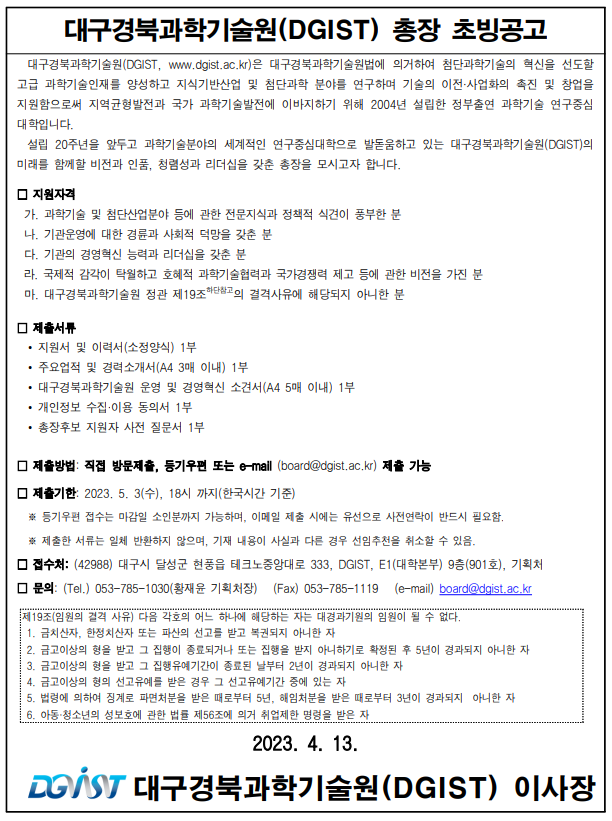 대구경북과학기술원(DGIST) 총장 초빙공고
대구경북과학기술원(DGIST, www.dgist.ac.kr)은 대구경북과학기술원법에 의거하여 첨단과학기술의 혁신을 선도할
고급 과학기술인재를 양성하고 지식기반산업 및 첨단과학 분야를 연구하며 기술의 이전·사업화의 촉진 및 창업을
지원함으로써 지역균형발전과 국가 과학기술발전에 이바지하기 위해 2004년 설립한 정부출연 과학기술 연구중심
대학입니다.
설립 20주년을 앞두고 과학기술분야의 세계적인 연구중심대학으로 발돋움하고 있는 대구경북과학기술원(DGIST)의
미래를 함께할 비전과 인품, 청렴성과 리더십을 갖춘 총장을 모시고자 합니다.
□ 지원자격
가. 과학기술 및 첨단산업분야 등에 관한 전문지식과 정책적 식견이 풍부한 분
나. 기관운영에 대한 경륜과 사회적 덕망을 갖춘 분
다. 기관의 경영혁신 능력과 리더십을 갖춘 분
라. 국제적 감각이 탁월하고 호혜적 과학기술협력과 국가경쟁력 제고 등에 관한 비전을 가진 분
마. 대구경북과학기술원 정관 제19조하단참고의 결격사유에 해당되지 아니한 분
□ 제출서류
• 지원서 및 이력서(소정양식) 1부
• 주요업적 및 경력소개서(A4 3매 이내) 1부
• 대구경북과학기술원 운영 및 경영혁신 소견서(A4 5매 이내) 1부
• 개인정보 수집·이용 동의서 1부
• 총장후보 지원자 사전 질문서 1부
□ 제출방법: 직접 방문제출, 등기우편 또는 e-mail (board@dgist.ac.kr) 제출 가능
□ 제출기한: 2023. 5. 3(수), 18시 까지(한국시간 기준)
※ 등기우편 접수는 마감일 소인분까지 가능하며, 이메일 제출 시에는 유선으로 사전연락이 반드시 필요함.
※ 제출한 서류는 일체 반환하지 않으며, 기재 내용이 사실과 다른 경우 선임추천을 취소할 수 있음.
□ 접수처: (42988) 대구시 달성군 현풍읍 테크노중앙대로 333, DGIST, E1(대학본부) 9층(901호), 기획처
□ 문의: (Tel.) 053-785-1030(황재윤 기획처장) (Fax) 053-785-1119 (e-mail) board@dgist.ac.kr
제19조(임원의 결격 사유) 다음 각호의 어느 하나에 해당하는 자는 대경과기원의 임원이 될 수 없다.
1. 금치산자, 한정치산자 또는 파산의 선고를 받고 복권되지 아니한 자
2. 금고이상의 형을 받고 그 집행이 종료되거나 또는 집행을 받지 아니하기로 확정된 후 5년이 경과되지 아니한 자
3. 금고이상의 형을 받고 그 집행유예기간이 종료된 날부터 2년이 경과되지 아니한 자
4. 금고이상의 형의 선고유예를 받은 경우 그 선고유예기간 중에 있는 자
5. 법령에 의하여 징계로 파면처분을 받은 때로부터 5년, 해임처분을 받은 때로부터 3년이 경과되지 아니한 자
6. 아동·청소년의 성보호에 관한 법률 제56조에 의거 취업제한 명령을 받은 자
2023. 4. 13.
DGIST 대구경북과학기술원(DGIST) 이사장